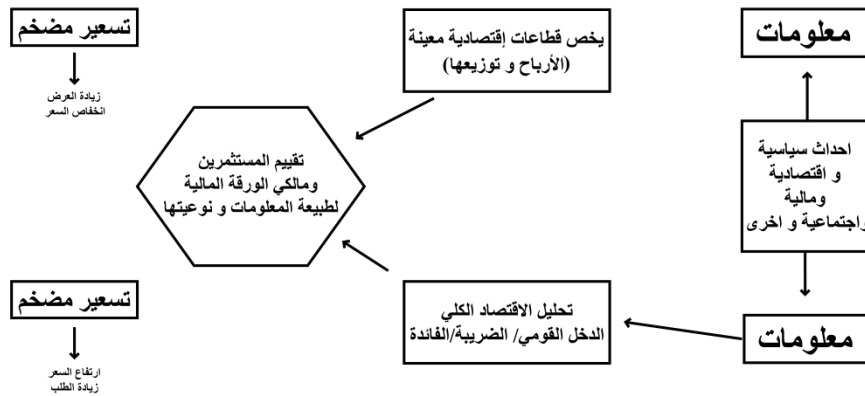 معلومات
احداث سياسية
و اقتصادية
ومالية
واجتماعية و اخرى
معلومات
يخص قطاعات إقتصادية معينة
(الأرباح و توزيعها)
تحليل الاقتصاد الكلي
الدخل القومي/ الضريبة/الفائدة
تقييم المستثمرين
ومالكي الورقة المالية
لطبيعة المعلومات و نوعيتها
تسعير مضخم
زيادة العرض
انخفاص السعر
تسعير مضخم
ارتفاع السعر
زيادة الطلب